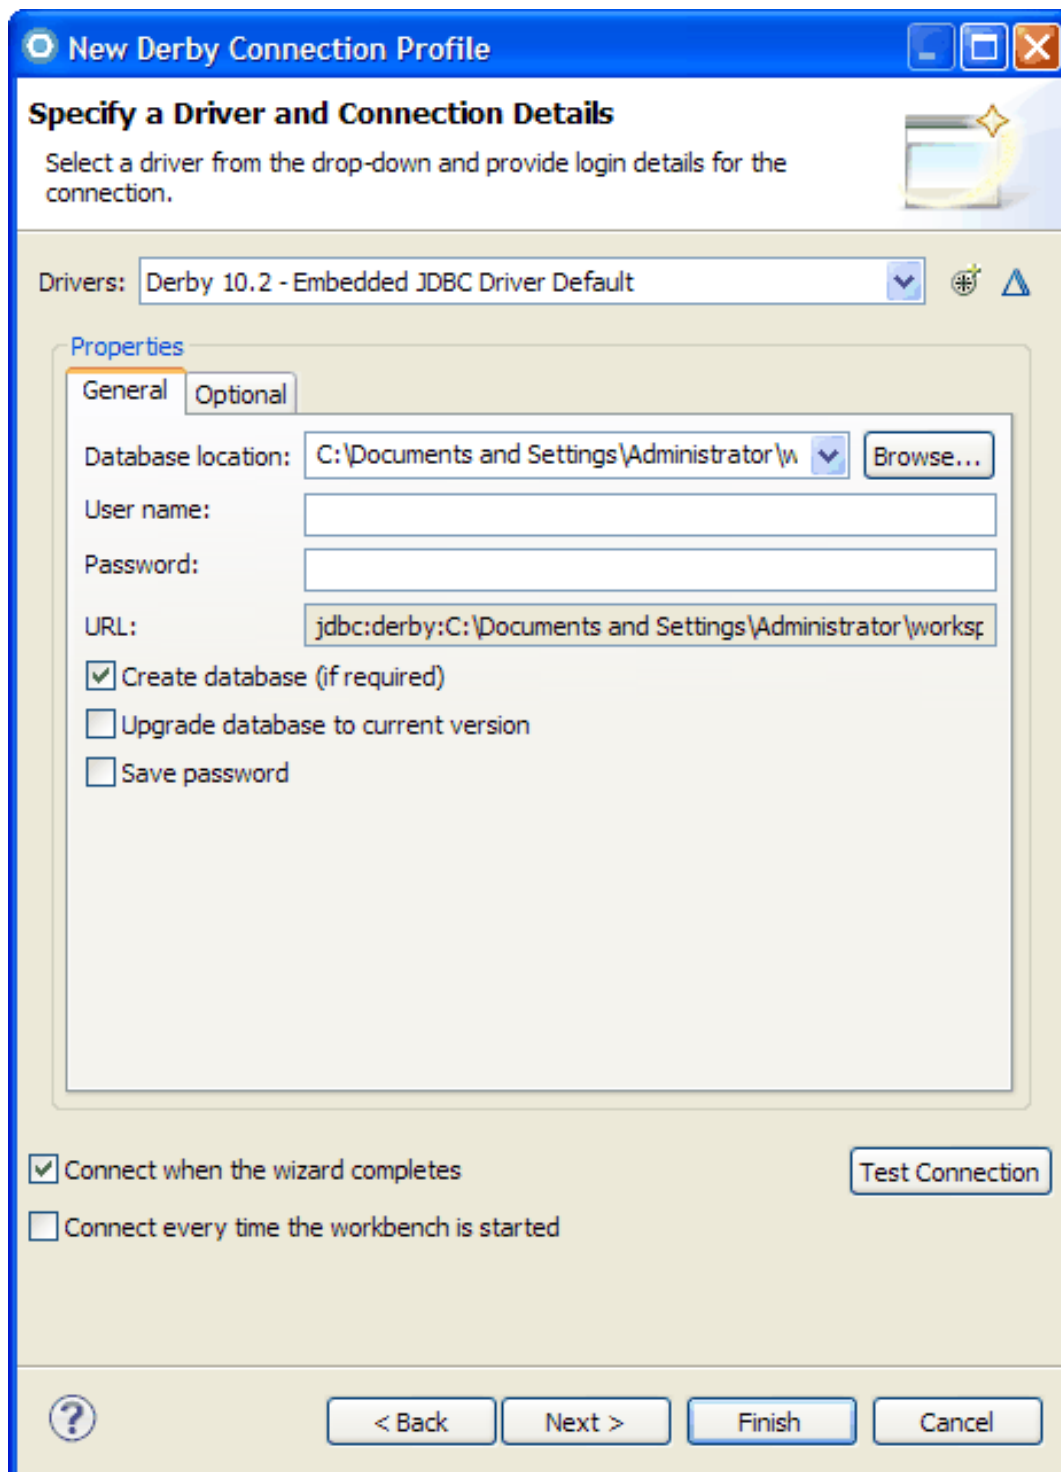 New Derby Connection Profile
Specify a Driver and Connection Details
Select a driver from the drop-down and provide login details for the
connection.
Drivers: Derby 10.2 - Embedded JDBC Driver Default
Properties
General Optional
Database location: C:\Documents and Settings\Administrator\w Browse...
User name:
Password:
URL: jdbc:derby:C:\Documents and Settings\Administrator\worksp
Create database (if required)
Upgrade database to current version
Save password
Connect when the wizard completes Test Connection
Connect every time the workbench is started
? < Back Next > Finish Cancel